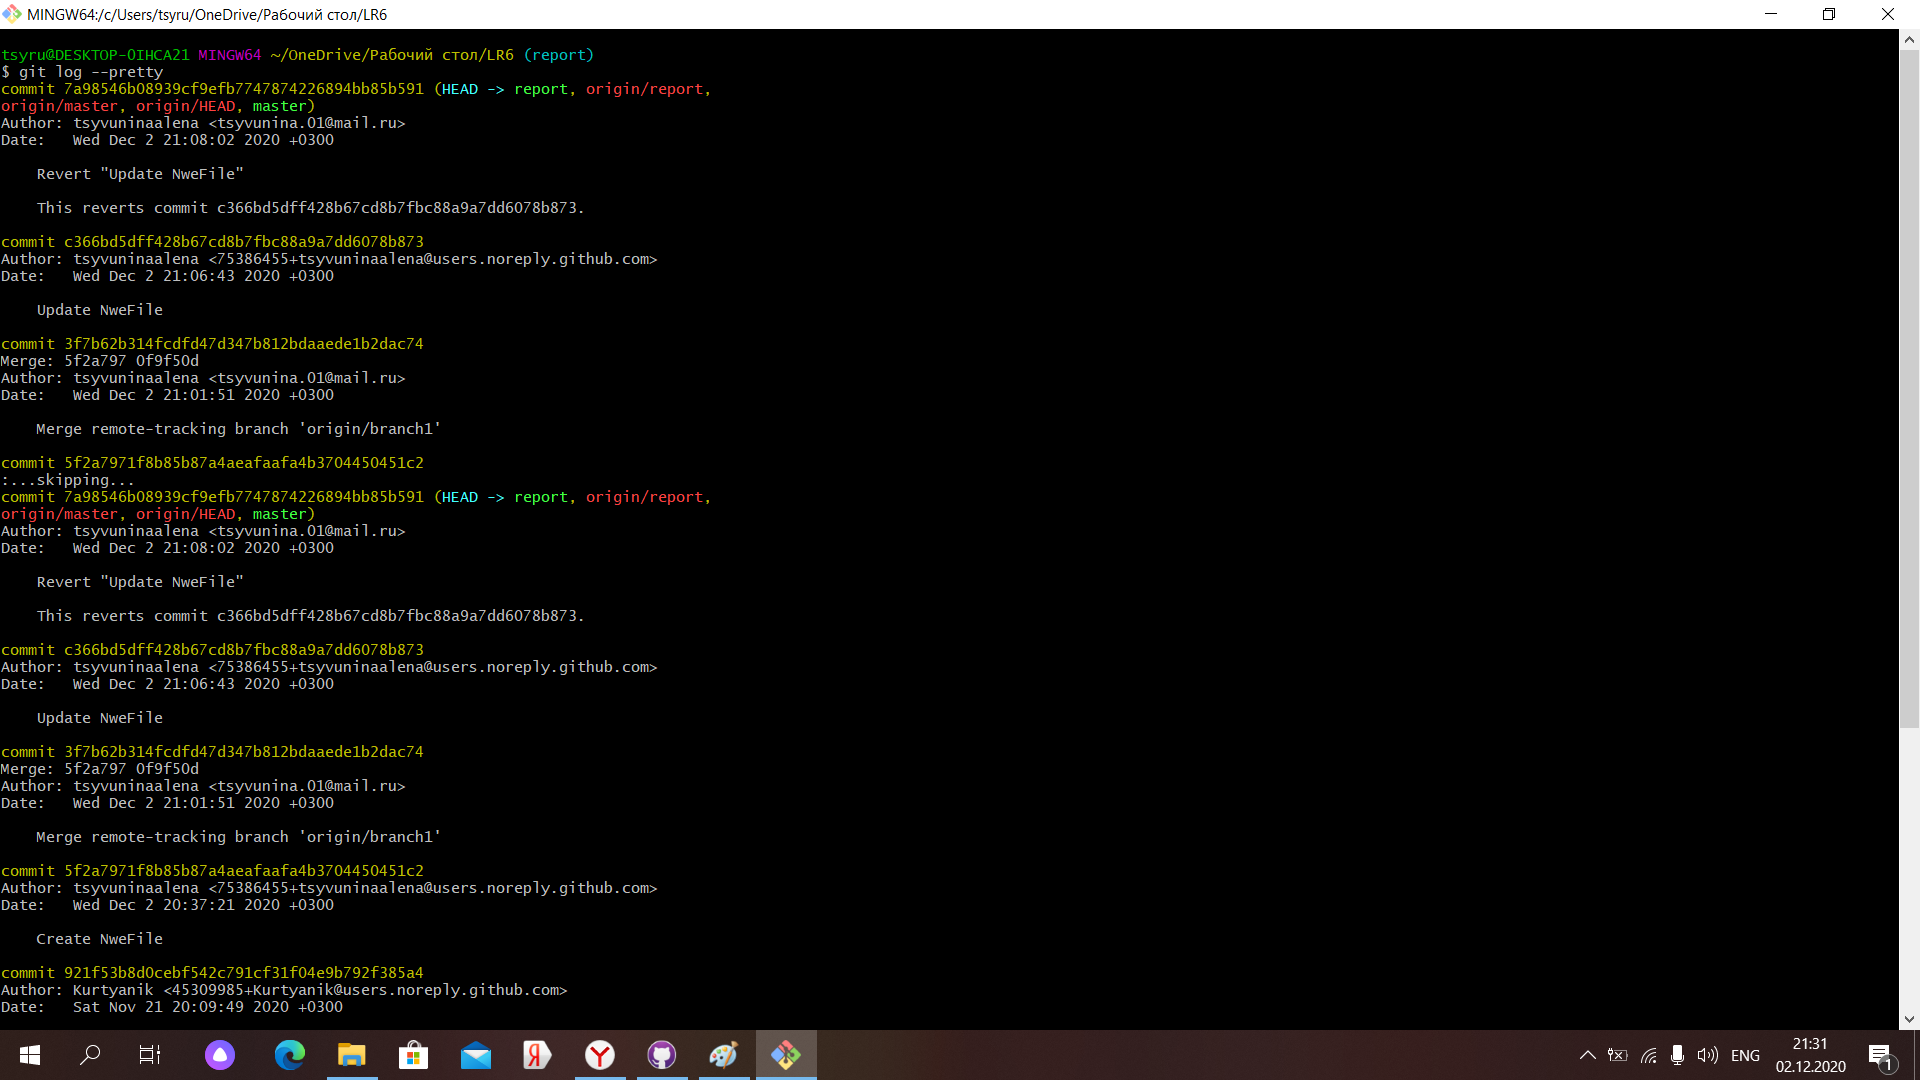 MINGW64:/c/Users/tsyru/OneDrive/Рабочий стол/LR6
tsyru@DESKTOP-OIHCA21 MINGW64 ~/OneDrive/Рабочий стол/LR6 (report)
$ git log --pretty
commit 7a98546b08939cf9efb7747874226894bb85b591 (HEAD -> report, origin/report,
origin/master, origin/HEAD, master)
Author: tsyvuninaalena <tsyvunina.01@mail.ru>
Date:   Wed Dec 2 21:08:02 2020 +0300
Revert "Update NweFile"
This reverts commit c366bd5dff428b67cd8b7fbc88a9a7dd6078b873.
commit c366bd5dff428b67cd8b7fbc88a9a7dd6078b873
Author: tsyvuninaalena <75386455+tsyvuninaalena@users.noreply.github.com>
Date:   Wed Dec 2 21:06:43 2020 +0300
Update NweFile
commit 3f7b62b314fcdfd47d347b812bdaaede1b2dac74
Merge: 5f2a797 0f9f50d
Author: tsyvuninaalena <tsyvunina.01@mail.ru>
Date:   Wed Dec 2 21:01:51 2020 +0300
Merge remote-tracking branch 'origin/branch1'
commit 5f2a7971f8b85b87a4aeafaafa4b3704450451c2
:...skipping...
commit 7a98546b08939cf9efb7747874226894bb85b591 (HEAD -> report, origin/report,
origin/master, origin/HEAD, master)
Author: tsyvuninaalena <tsyvunina.01@mail.ru>
Date:   Wed Dec 2 21:08:02 2020 +0300
Revert "Update NweFile"
This reverts commit c366bd5dff428b67cd8b7fbc88a9a7dd6078b873.
commit c366bd5dff428b67cd8b7fbc88a9a7dd6078b873
Author: tsyvuninaalena <75386455+tsyvuninaalena@users.noreply.github.com>
Date:   Wed Dec 2 21:06:43 2020 +0300
Update NweFile
commit 3f7b62b314fcdfd47d347b812bdaaede1b2dac74
Merge: 5f2a797 0f9f50d
Author: tsyvuninaalena <tsyvunina.01@mail.ru>
Date:   Wed Dec 2 21:01:51 2020 +0300
Merge remote-tracking branch 'origin/branch1'
commit 5f2a7971f8b85b87a4aeafaafa4b3704450451c2
Author: tsyvuninaalena <75386455+tsyvuninaalena@users.noreply.github.com>
Date:   Wed Dec 2 20:37:21 2020 +0300
Create NweFile
commit 921f53b8d0cebf542c791cf31f04e9b792f385a4
Author: Kurtyanik <45309985+Kurtyanik@users.noreply.github.com>
Date:   Sat Nov 21 20:09:49 2020 +0300
ENG
21:31
02.12.2020
1